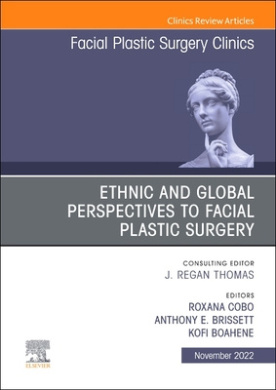 Clinics Review Articles
Facial Plastic Surgery Clinics
ETHNIC AND GLOBAL
PERSPECTIVES TO FACIAL
PLASTIC SURGERY
CONSULTING EDITOR
J. REGAN THOMAS
EDITORS
ROXANA COBO
ANTHONY E. BRISSETT
KOFI BOAHENE
ELSEVIER
November 2022